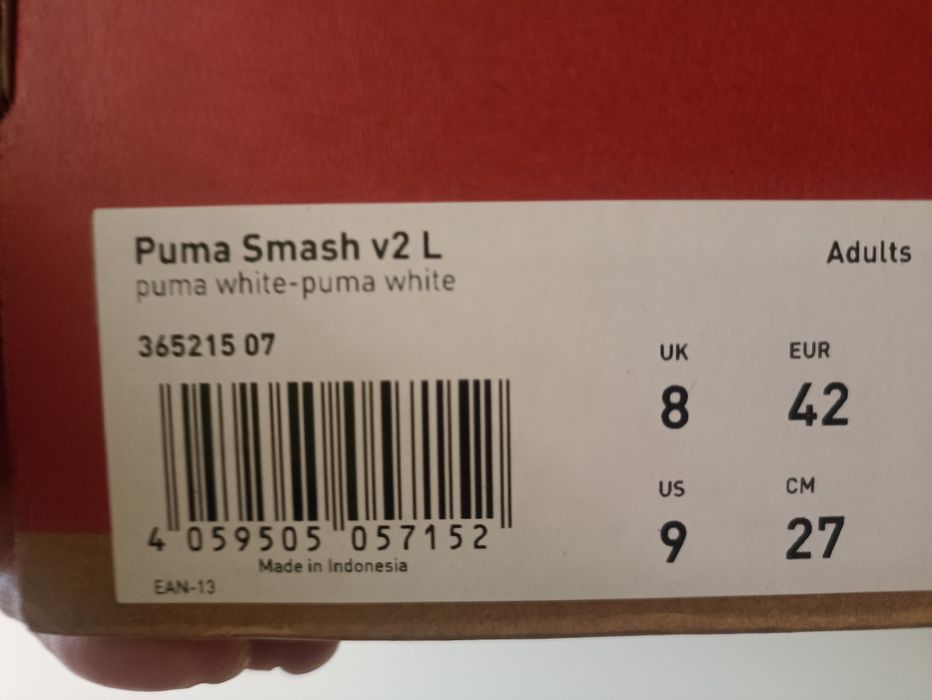 Puma Smash v2 L
Adults
puma white-puma white
365215 07
UK EUR
8 42
US CM
9 27
4 059505 057152
Made in Indonesia
EAN-13